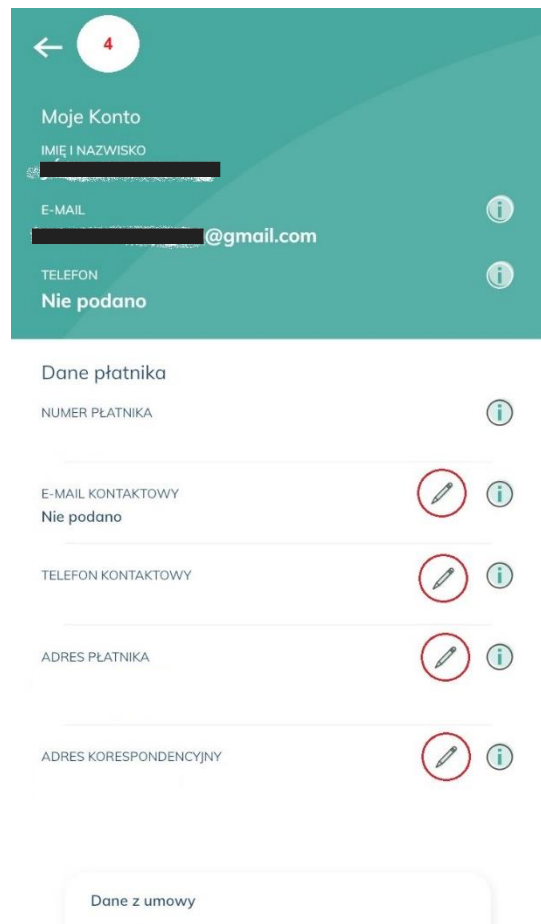 4
Moje Konto
IMIĘ I NAZWISKO
E-MAIL
@gmail.com
TELEFON
Nie podano
Dane płatnika
NUMER PŁATNIKA
E-MAIL KONTAKTOWY
Nie podano
TELEFON KONTAKTOWY
ADRES PŁATNIKA
ADRES KORESPONDENCYJNY
Dane z umowy